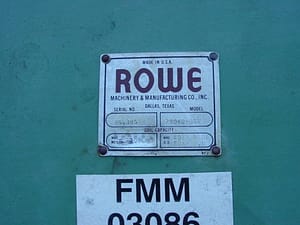 MADE IN U.S.A.
ROWE
MACHINERY & MANUFACTURING CO., INC.
DALLAS, TEXAS
SERIAL NO. MODEL
COIL CAPACITY
FMM
03086